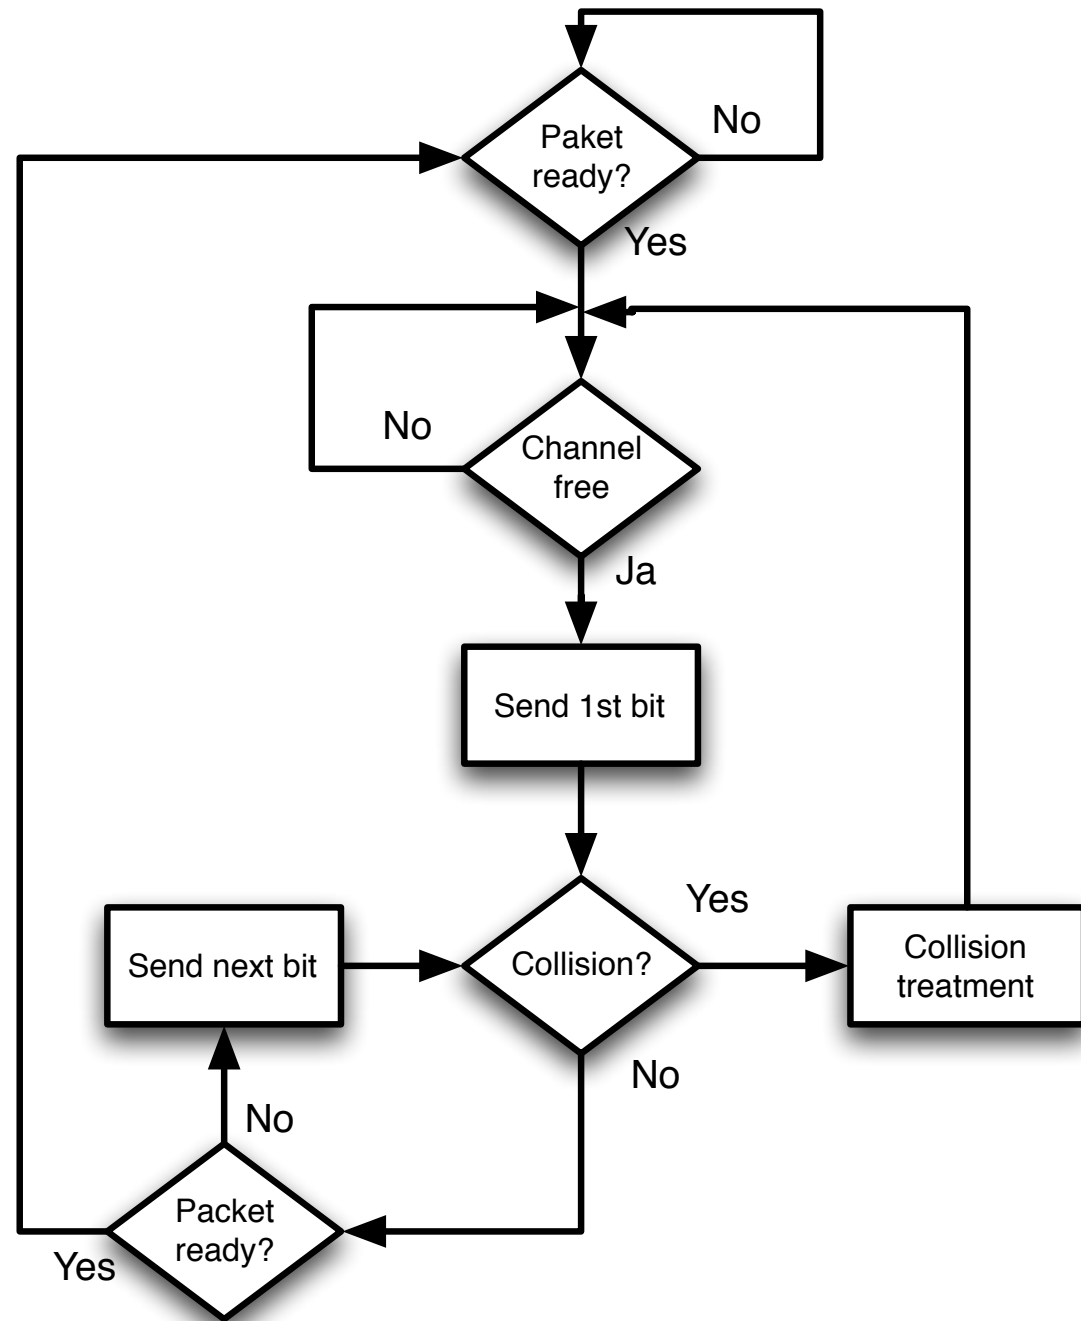 No
Paket
ready?
Yes
No
Channel
free
Ja
Send 1st bit
Yes
Send next bit
Collision?
Collision
treatment
No
No
Packet
ready?
Yes